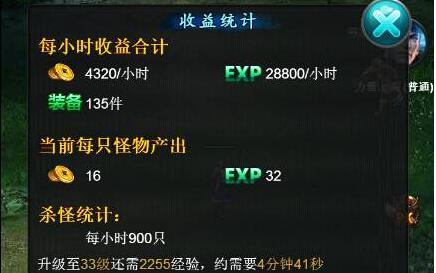 收益统计
每小时收益合计
4320/小时 EXP 28800/小时
装备 135件
当前每只怪物产出
16 EXP 32
杀怪统计：
每小时900只
升级至33级还需2255经验，约需要4分钟41秒
普通)